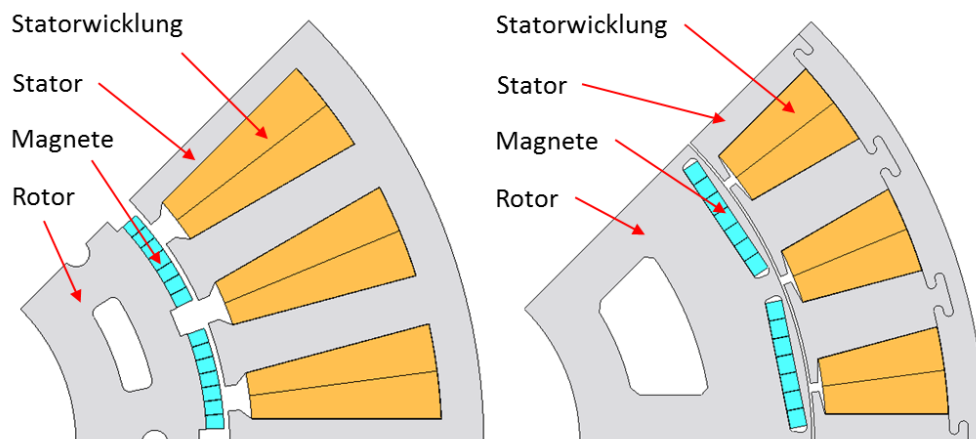 Statorwicklung
Stator
Magnete
Rotor
Statorwicklung
Stator
Magnete
Rotor